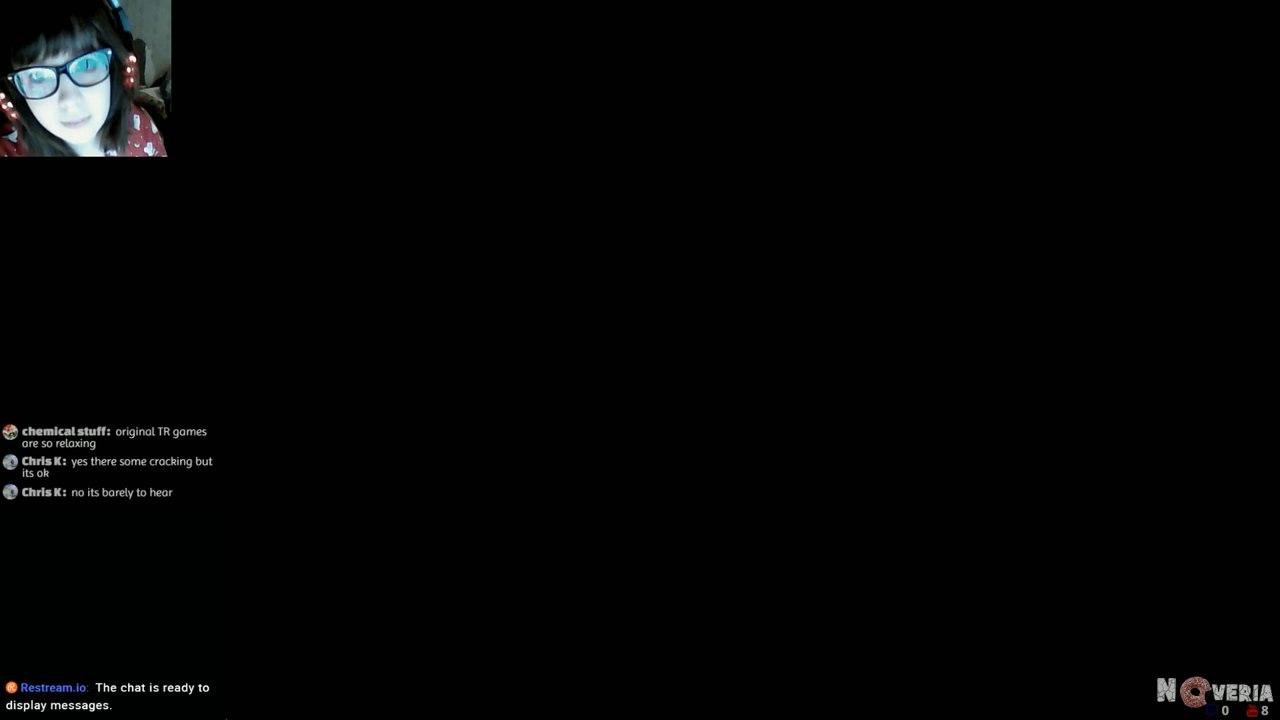 chemical stuff: original TR games
are so relaxing
Chris K: yes there some cracking but
its ok
Chris K: no its barely to hear
Restream.io: The chat is ready to
display messages.
NOVERIA
0 8